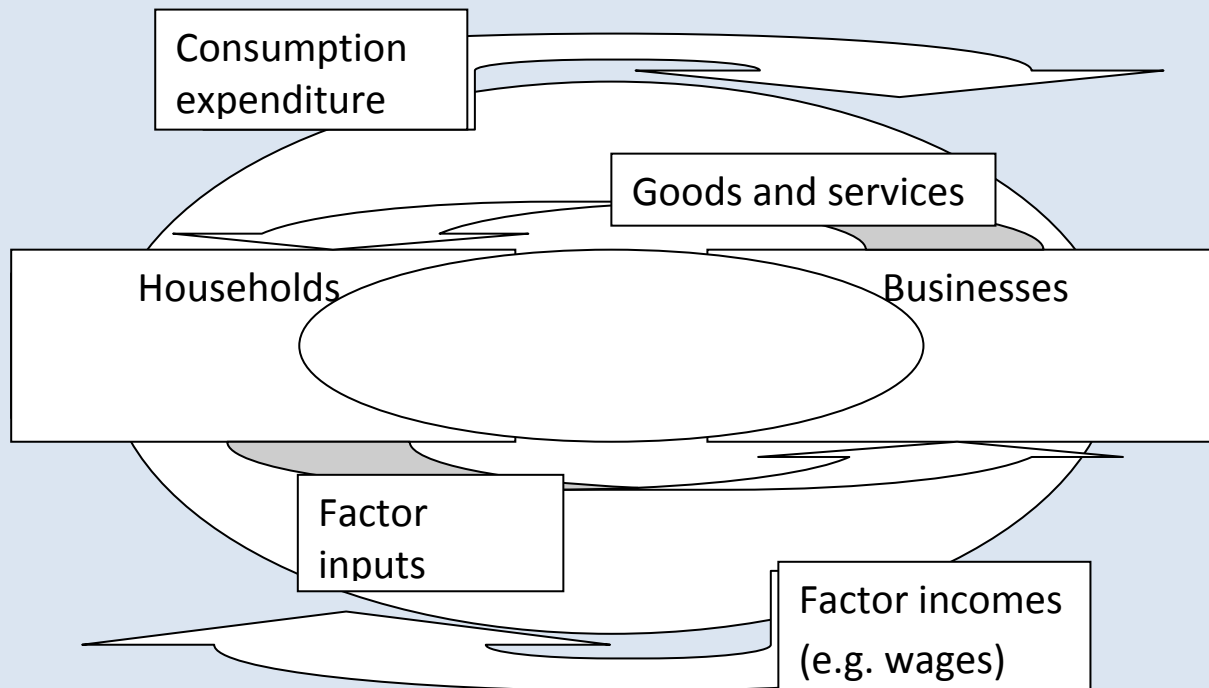 Consumption
expenditure
Goods and services
Households
Businesses
Factor
inputs
Factor incomes
(e.g. wages)